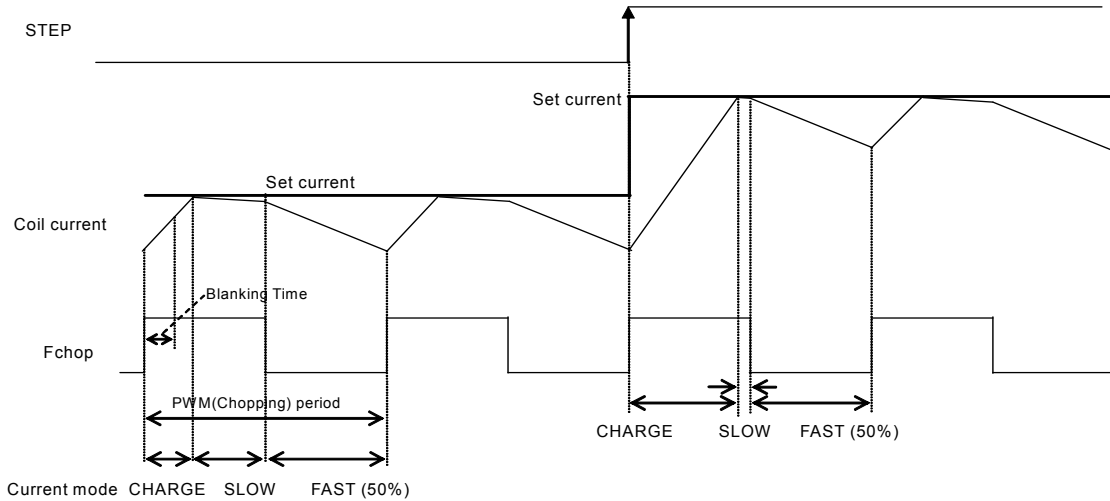 STEP
Set current
Set current
Coil current
Blanking Time
Fchop
PWM(Chopping) period
CHARGE SLOW FAST (50%)
Current mode CHARGE SLOW FAST (50%)